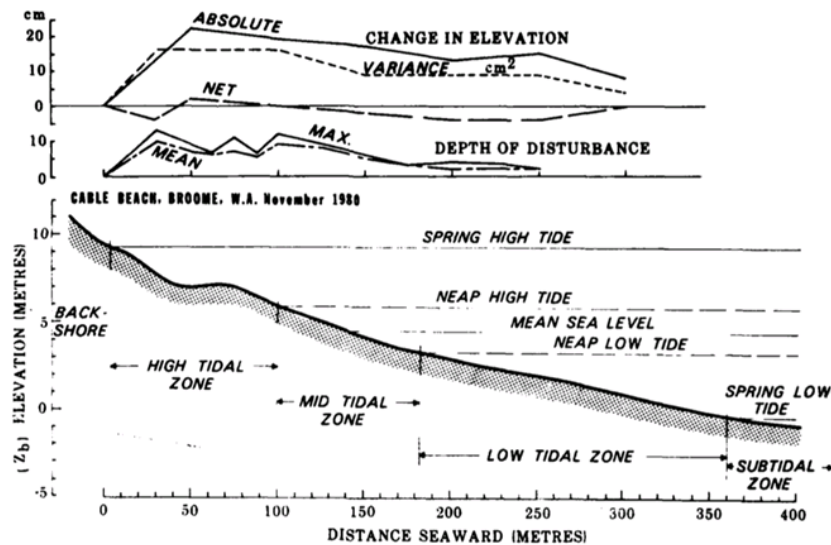 cm
ABSOLUTE
20
CHANGE IN ELEVATION
10
VARIANCE cm²
NET
0
10
MAX.
DEPTH OF DISTURBANCE
MEAN
0
CABLE BEACH, BROOME, W.A. November 1980
10
SPRING HIGH TIDE
NEAP HIGH TIDE
BACK-
SHORE
5
MEAN SEA LEVEL
NEAP LOW TIDE
HIGH TIDAL
ZONE
MID TIDAL
ZONE
SPRING LOW
TIDE
0
LOW TIDAL ZONE
SUBTIDAL
ZONE
-5
(Zb) ELEVATION (METRES)
0 50 100 150 200 250 300 350 400
DISTANCE SEAWARD (METRES)